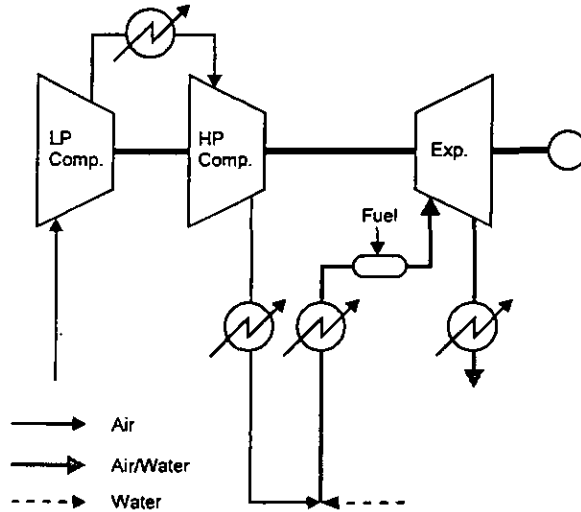 LP
Comp.
HP
Comp.
Exp.
Fuel
Air
Air/Water
Water